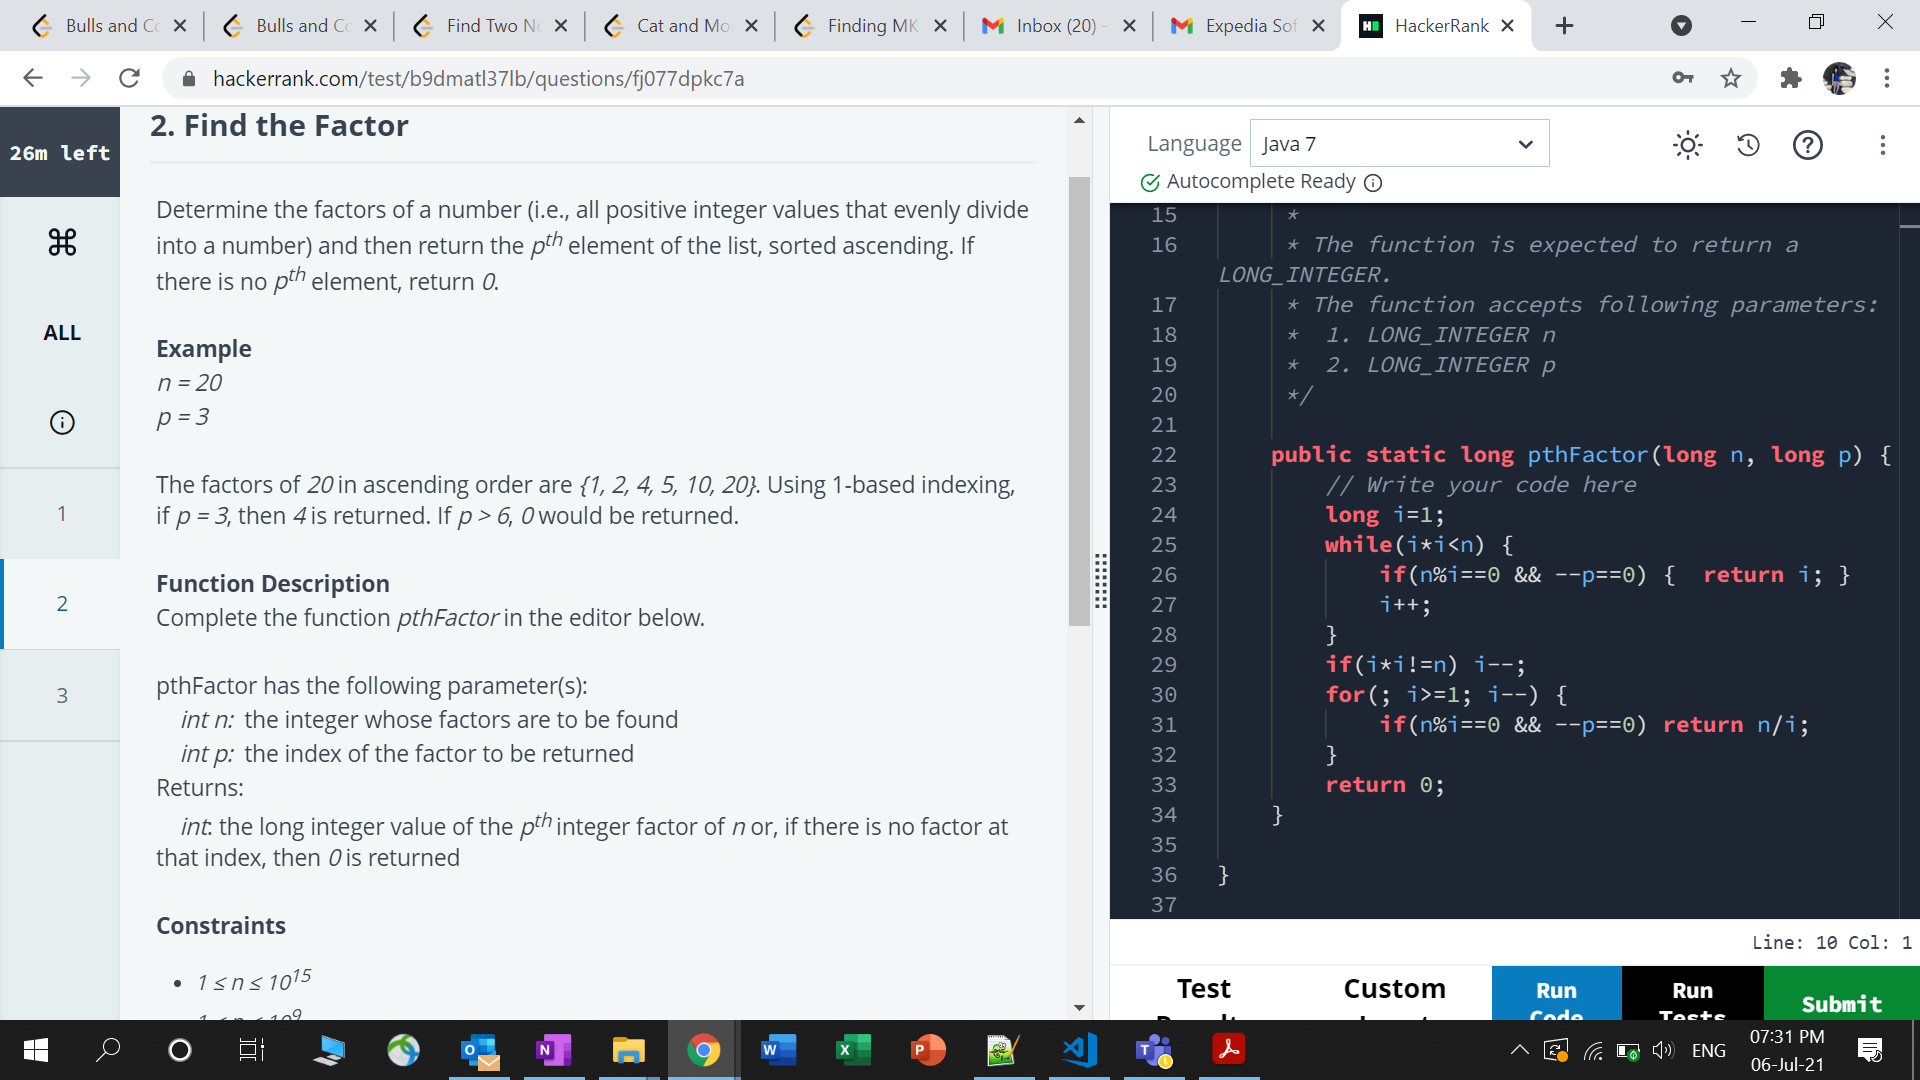 Bulls and Co
Bulls and Co
Find Two No
Cat and Mo
Finding MK
Inbox (20) -
Expedia Sof
HackerRank
hackerrank.com/test/b9dmatl37lb/questions/fj077dpkc7a
26m left
ALL
1
2
3
2. Find the Factor
Determine the factors of a number (i.e., all positive integer values that evenly divide
into a number) and then return the pth element of the list, sorted ascending. If
there is no pth element, return 0.
Example
n = 20
p = 3
The factors of 20 in ascending order are {1, 2, 4, 5, 10, 20}. Using 1-based indexing,
if p = 3, then 4 is returned. If p > 6, 0 would be returned.
Function Description
Complete the function pthFactor in the editor below.
pthFactor has the following parameter(s):
int n: the integer whose factors are to be found
int p: the index of the factor to be returned
Returns:
int: the long integer value of the pth integer factor of n or, if there is no factor at
that index, then 0 is returned
Constraints
• 1 ≤ n ≤ 10^15
Language Java 7
Autocomplete Ready
15 *
16 * The function is expected to return a
LONG_INTEGER.
17 * The function accepts following parameters:
18 * 1. LONG_INTEGER n
19 * 2. LONG_INTEGER p
20 */
21
22 public static long pthFactor(long n, long p) {
23 // Write your code here
24 long i=1;
25 while(i*i<n) {
26 if(n%i==0 && --p==0) { return i; }
27 i++;
28 }
29 if(i*i!=n) i--;
30 for(; i>=1; i--) {
31 if(n%i==0 && --p==0) return n/i;
32 }
33 return 0;
34 }
35
36 }
37
Line: 10 Col: 1
Test
Custom
Run
Code
Run
Tests
Submit
ENG
07:31 PM
06-Jul-21